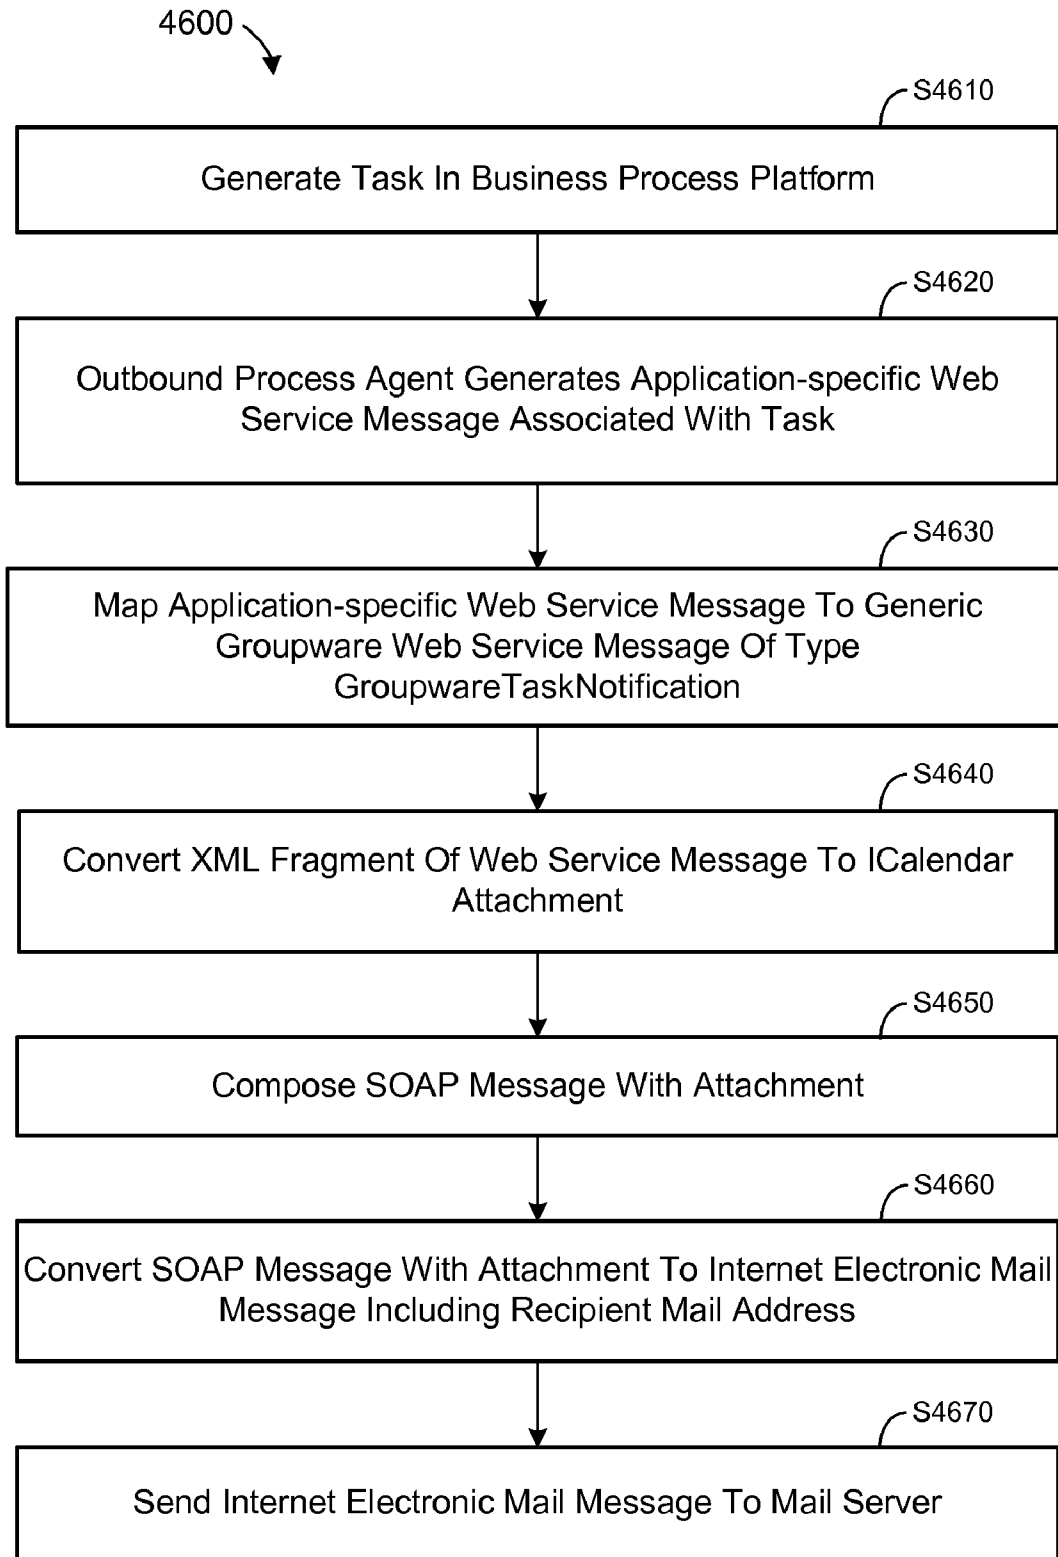 4600
S4610
Generate Task In Business Process Platform
S4620
Outbound Process Agent Generates Application-specific Web
Service Message Associated With Task
S4630
Map Application-specific Web Service Message To Generic
Groupware Web Service Message Of Type
GroupwareTaskNotification
S4640
Convert XML Fragment Of Web Service Message To ICalendar
Attachment
S4650
Compose SOAP Message With Attachment
S4660
Convert SOAP Message With Attachment To Internet Electronic Mail
Message Including Recipient Mail Address
S4670
Send Internet Electronic Mail Message To Mail Server